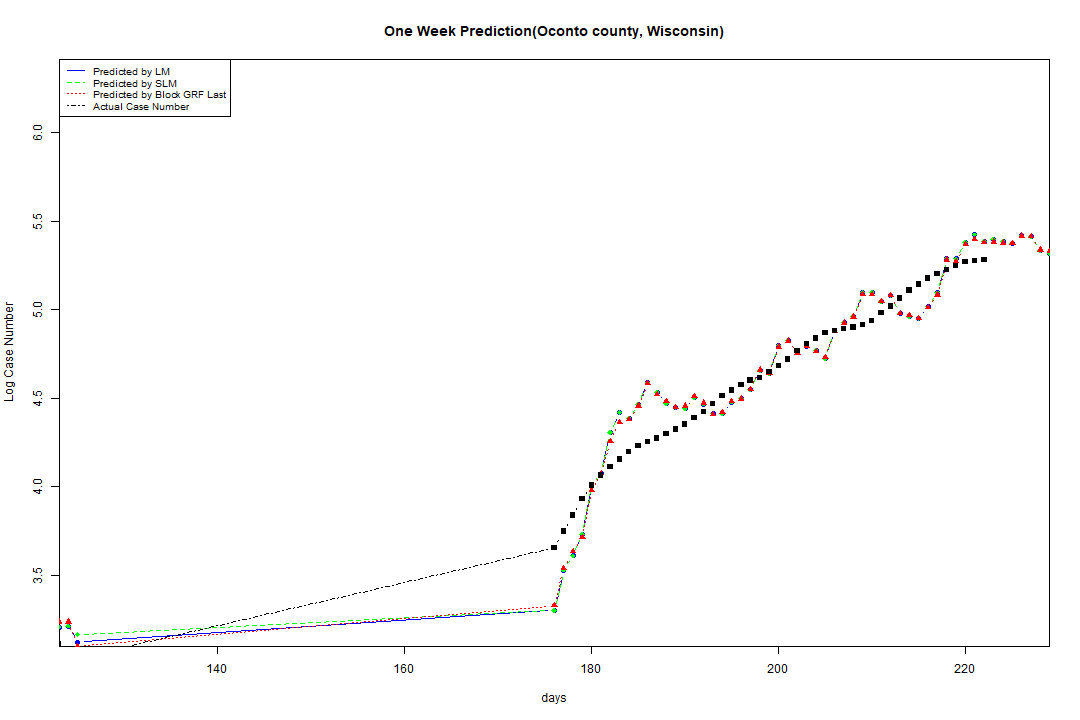 One Week Prediction(Oconto county, Wisconsin)
Predicted by LM
Predicted by SLM
Predicted by Block GRF Last
Actual Case Number
Log Case Number
6.0
5.5
5.0
4.5
4.0
3.5
140 160 180 200 220
days